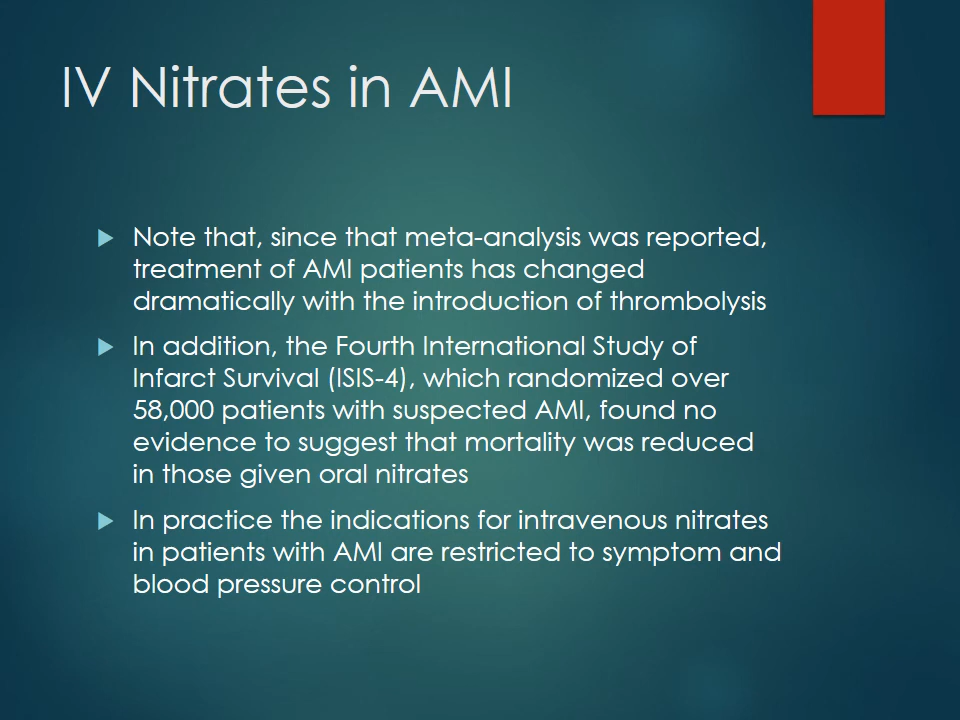 IV Nitrates in AMI
Note that, since that meta-analysis was reported,
treatment of AMI patients has changed
dramatically with the introduction of thrombolysis
In addition, the Fourth International Study of
Infarct Survival (ISIS-4), which randomized over
58,000 patients with suspected AMI, found no
evidence to suggest that mortality was reduced
in those given oral nitrates
In practice the indications for intravenous nitrates
in patients with AMI are restricted to symptom and
blood pressure control